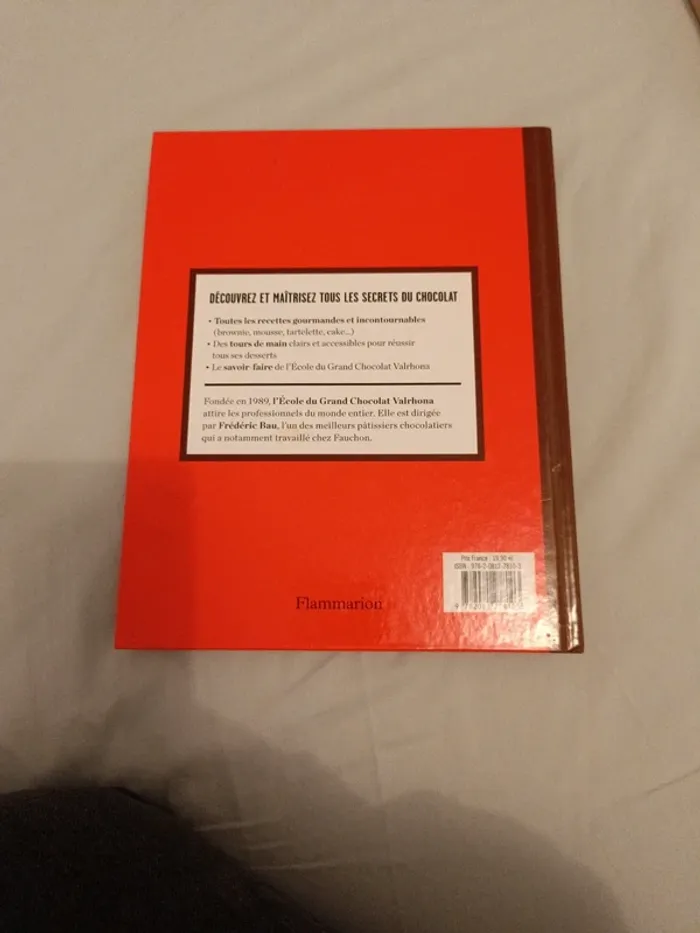 DÉCOUVREZ ET MAÎTRISEZ TOUS LES SECRETS DU CHOCOLAT
• Toutes les recettes gourmandes et incontournables
(brownie, mousse, tartelette, cake...)
• Des tours de main clairs et accessibles pour réussir
tous ses desserts
• Le savoir-faire de l'École du Grand Chocolat Valrhona
Fondée en 1989, l'École du Grand Chocolat Valrhona
attire les professionnels du monde entier. Elle est dirigée
par Frédéric Bau, l'un des meilleurs pâtissiers chocolatiers
qui a notamment travaillé chez Fauchon.
Prix France :
ISBN :
Flammarion